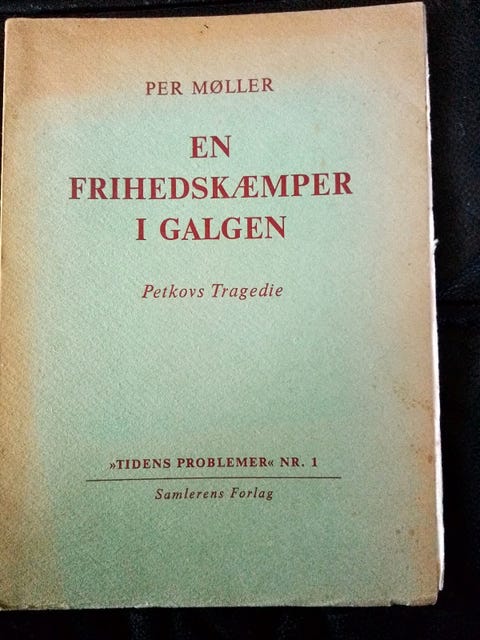 PER MØLLER
EN
FRIHEDSKÆMPER
I GALGEN
Petkovs Tragedie
»TIDENS PROBLEMER« NR. 1
Samlerens Forlag